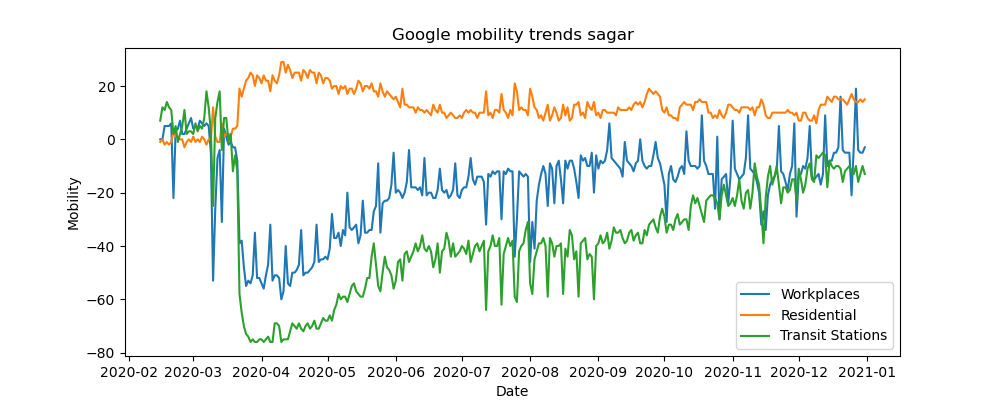 Google mobility trends sagar
Mobility
20
0
−20
−40
−60
−80
Workplaces
Residential
Transit Stations
2020-02 2020-03 2020-04 2020-05 2020-06 2020-07 2020-08 2020-09 2020-10 2020-11 2020-12 2021-01
Date